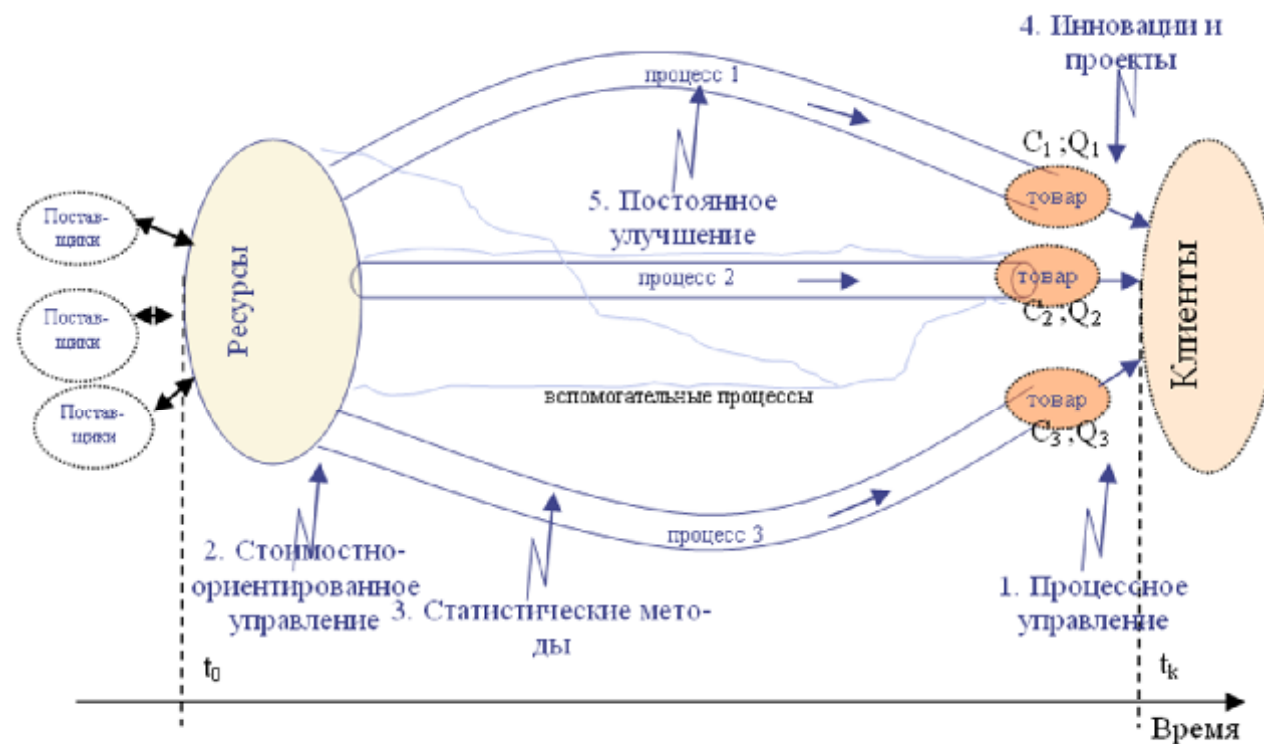 4. Инновации и
проекты
процесс 1
C1 ;Q1
товар
5. Постоянное
улучшение
Постав-
щики
Ресурсы
процесс 2
товар
C2 ;Q2
Клиенты
Постав-
щики
вспомогательные процессы
товар
C3 ;Q3
Постав-
щики
процесс 3
2. Стоимостно-
ориентированное
управление
3. Статистические мето-
ды
1. Процессное
управление
t0
tk
Время